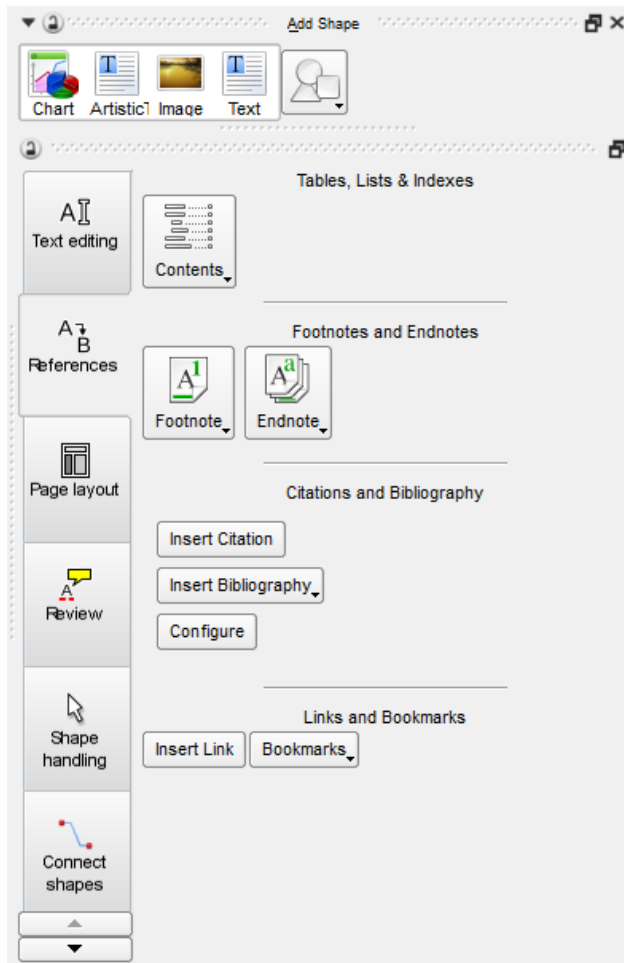 Add Shape
Chart ArtisticT Image Text
Tables, Lists & Indexes
Text editing
Contents
References
Footnotes and Endnotes
Footnote Endnote
Page layout
Citations and Bibliography
Insert Citation
Insert Bibliography
Configure
Review
Links and Bookmarks
Insert Link Bookmarks
Shape
handling
Connect
shapes